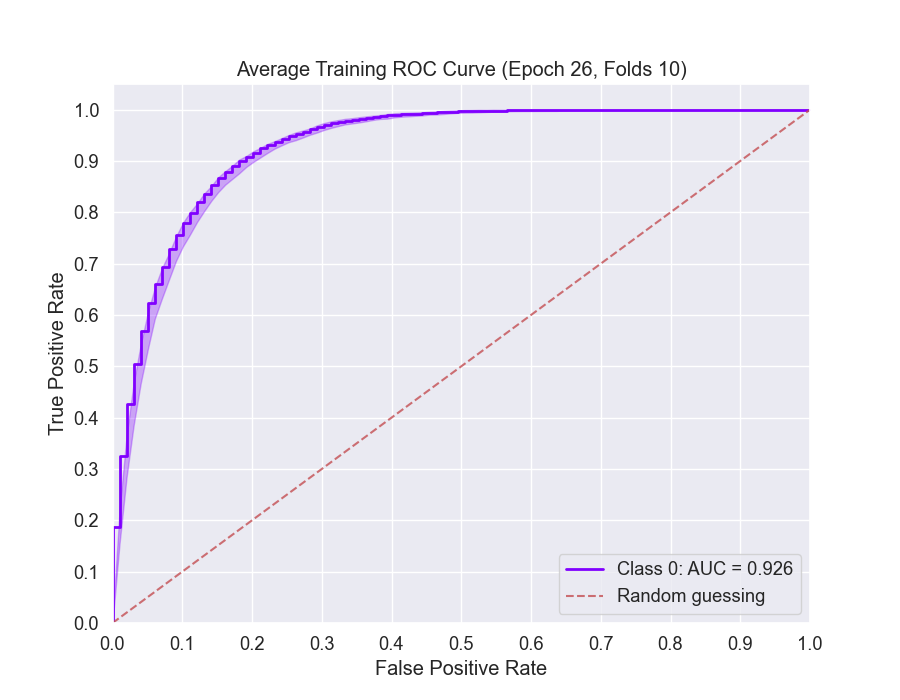 Average Training ROC Curve (Epoch 26, Folds 10)
1.0
0.9
0.8
0.7
0.6
0.5
0.4
0.3
0.2
0.1
0.0
True Positive Rate
Class 0: AUC = 0.926
Random guessing
0.0 0.1 0.2 0.3 0.4 0.5 0.6 0.7 0.8 0.9 1.0
False Positive Rate